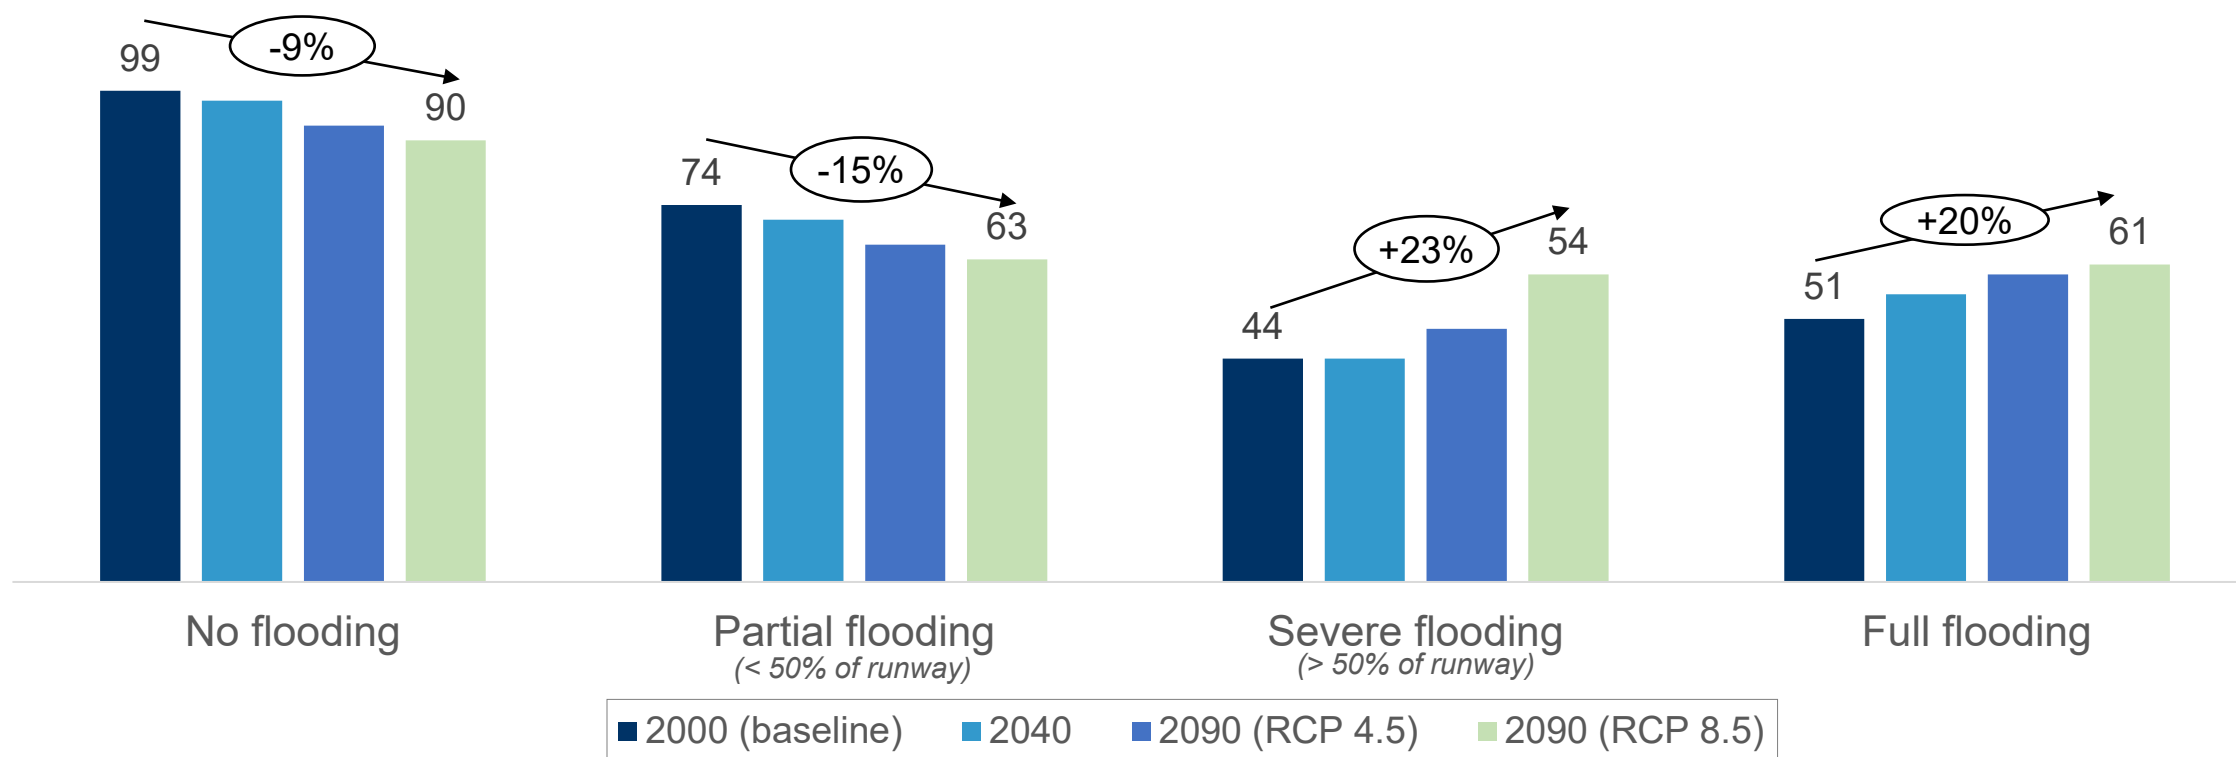 -9%
99
90
-15%
74
63
+23%
44
54
+20%
51
61
No flooding
Partial flooding
(< 50% of runway)
Severe flooding
(> 50% of runway)
Full flooding
2000 (baseline) 2040 2090 (RCP 4.5) 2090 (RCP 8.5)